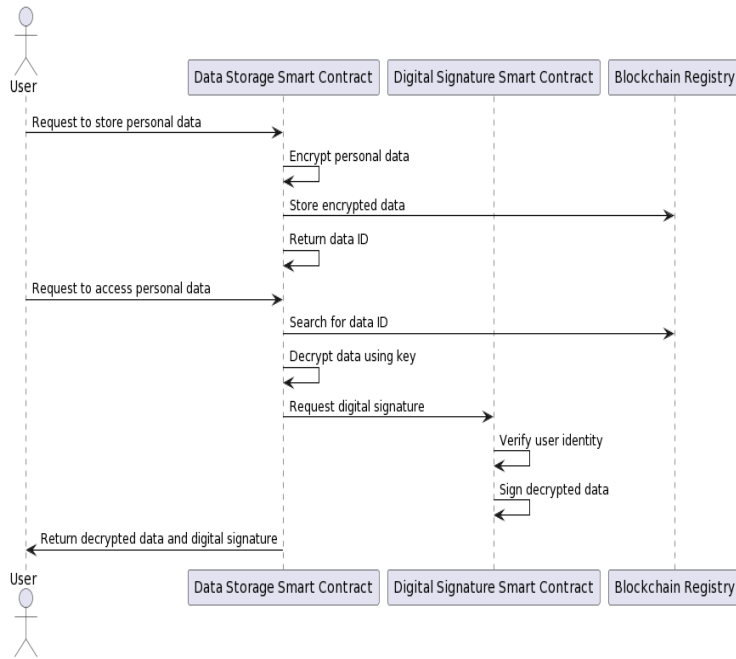 User
Data Storage Smart Contract
Digital Signature Smart Contract
Blockchain Registry
Request to store personal data
Encrypt personal data
Store encrypted data
Return data ID
Request to access personal data
Search for data ID
Decrypt data using key
Request digital signature
Verify user identity
Sign decrypted data
Return decrypted data and digital signature
User
Data Storage Smart Contract
Digital Signature Smart Contract
Blockchain Registry